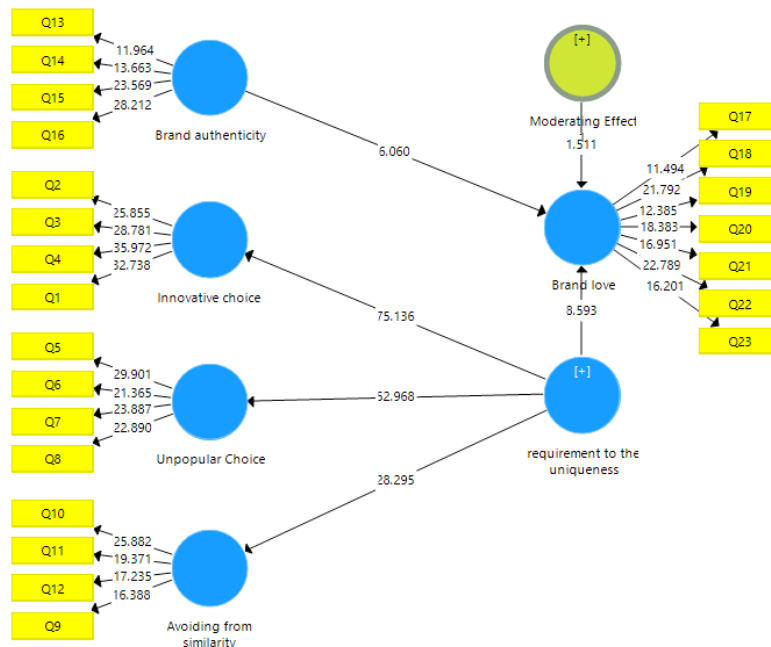 Q13
Q14
Q15
Q16
11.964
13.663
23.569
28.212
Brand authenticity
Q2
Q3
Q4
Q1
25.855
28.781
35.972
32.738
Innovative choice
Q5
Q6
Q7
Q8
29.901
21.365
23.887
22.890
Unpopular Choice
Q10
Q11
Q12
Q9
25.882
19.371
17.235
16.388
Avoiding from
similarity
6.060
75.136
52.968
28.295
[+]
Moderating Effect
1.511
Brand love
8.593
[+]
requirement to the
uniqueness
11.494
21.792
12.385
18.383
16.951
22.789
16.201
Q17
Q18
Q19
Q20
Q21
Q22
Q23